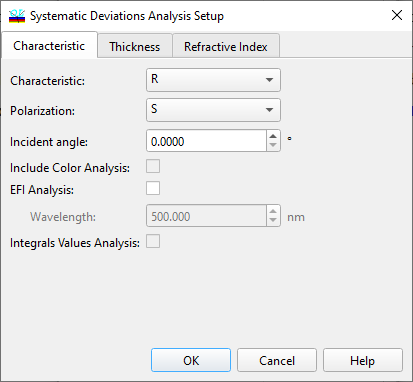 Systematic Deviations Analysis Setup
Characteristic Thickness Refractive Index
Characteristic: R
Polarization: S
Incident angle: 0.0000 °
Include Color Analysis:
EFI Analysis:
Wavelength: 500.000 nm
Integrals Values Analysis:
OK Cancel Help